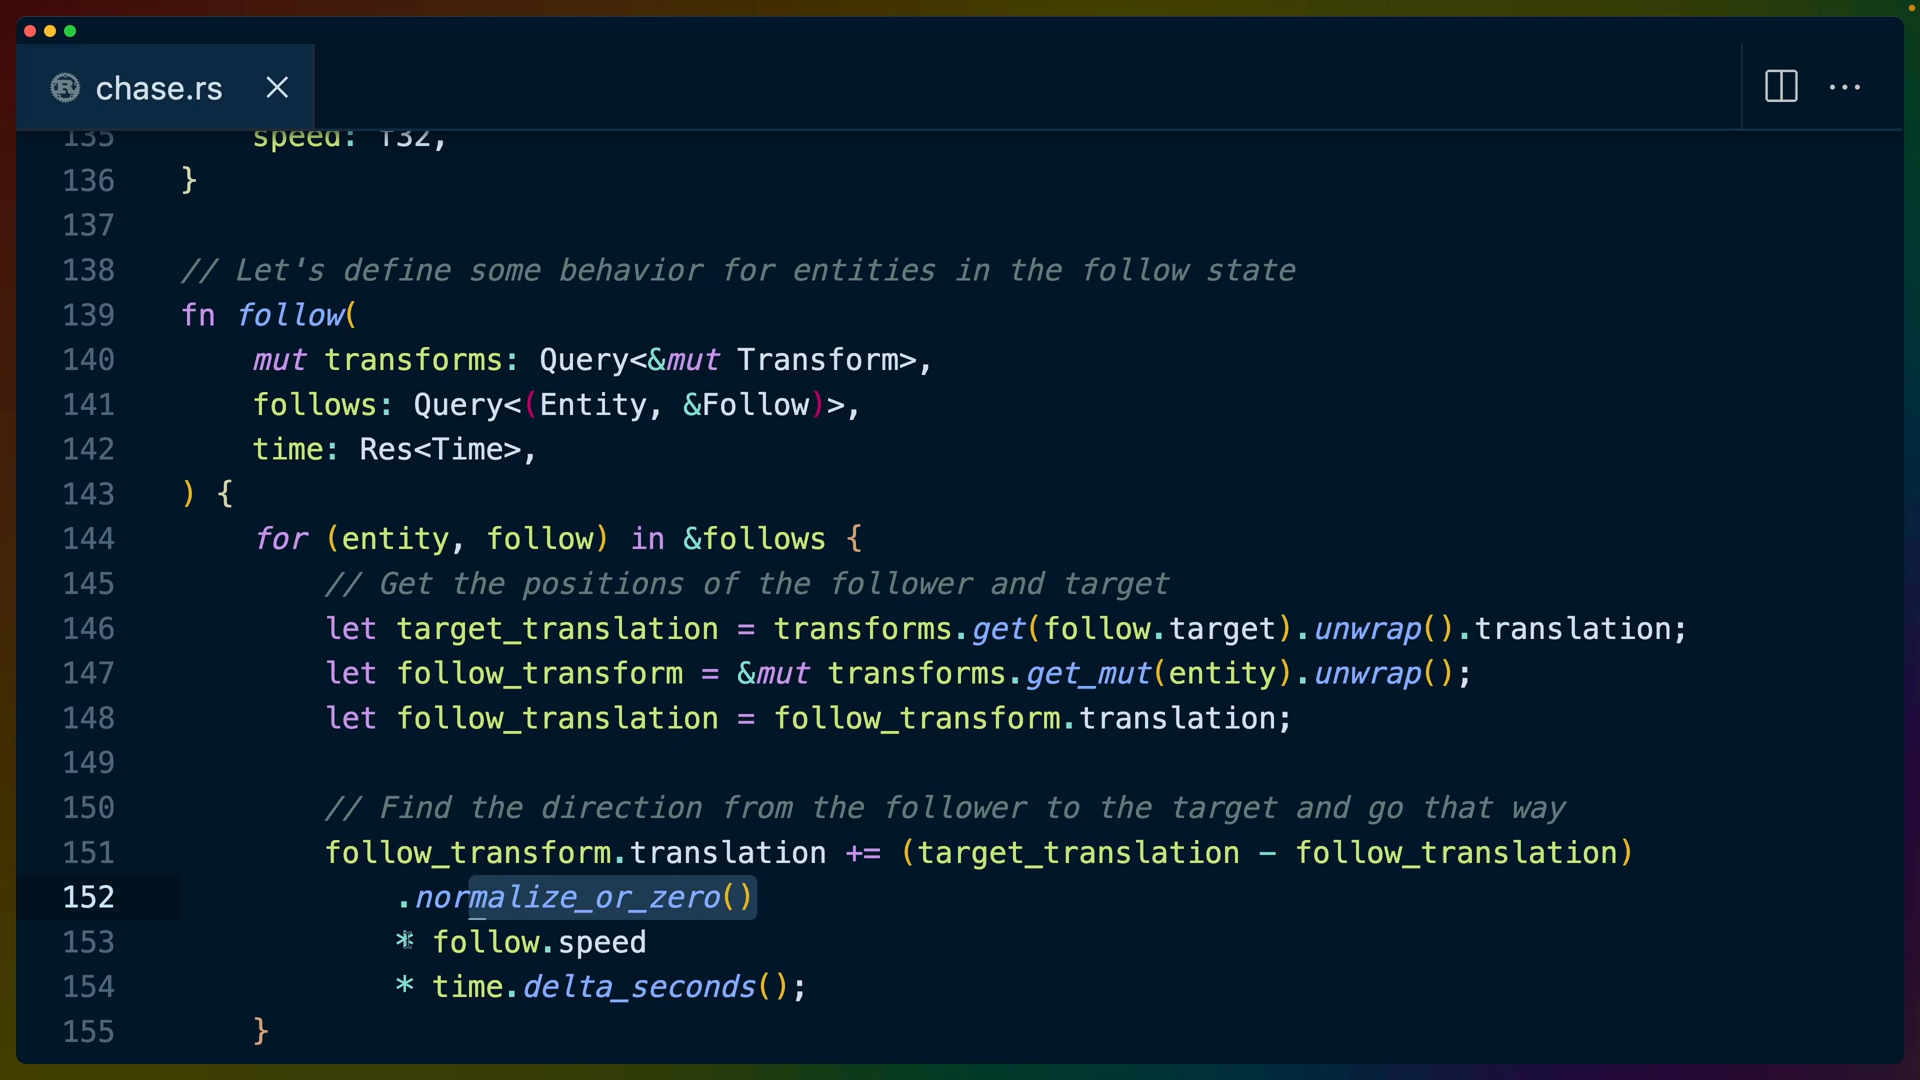 chase.rs
135 speed: f32,
136 }
137
138 // Let's define some behavior for entities in the follow state
139 fn follow(
140 mut transforms: Query<&mut Transform>,
141 follows: Query<(Entity, &Follow)>,
142 time: Res<Time>,
143 ) {
144 for (entity, follow) in &follows {
145 // Get the positions of the follower and target
146 let target_translation = transforms.get(follow.target).unwrap().translation;
147 let follow_transform = &mut transforms.get_mut(entity).unwrap();
148 let follow_translation = follow_transform.translation;
149
150 // Find the direction from the follower to the target and go that way
151 follow_transform.translation += (target_translation - follow_translation)
152 .normalize_or_zero()
153 * follow.speed
154 * time.delta_seconds();
155 }